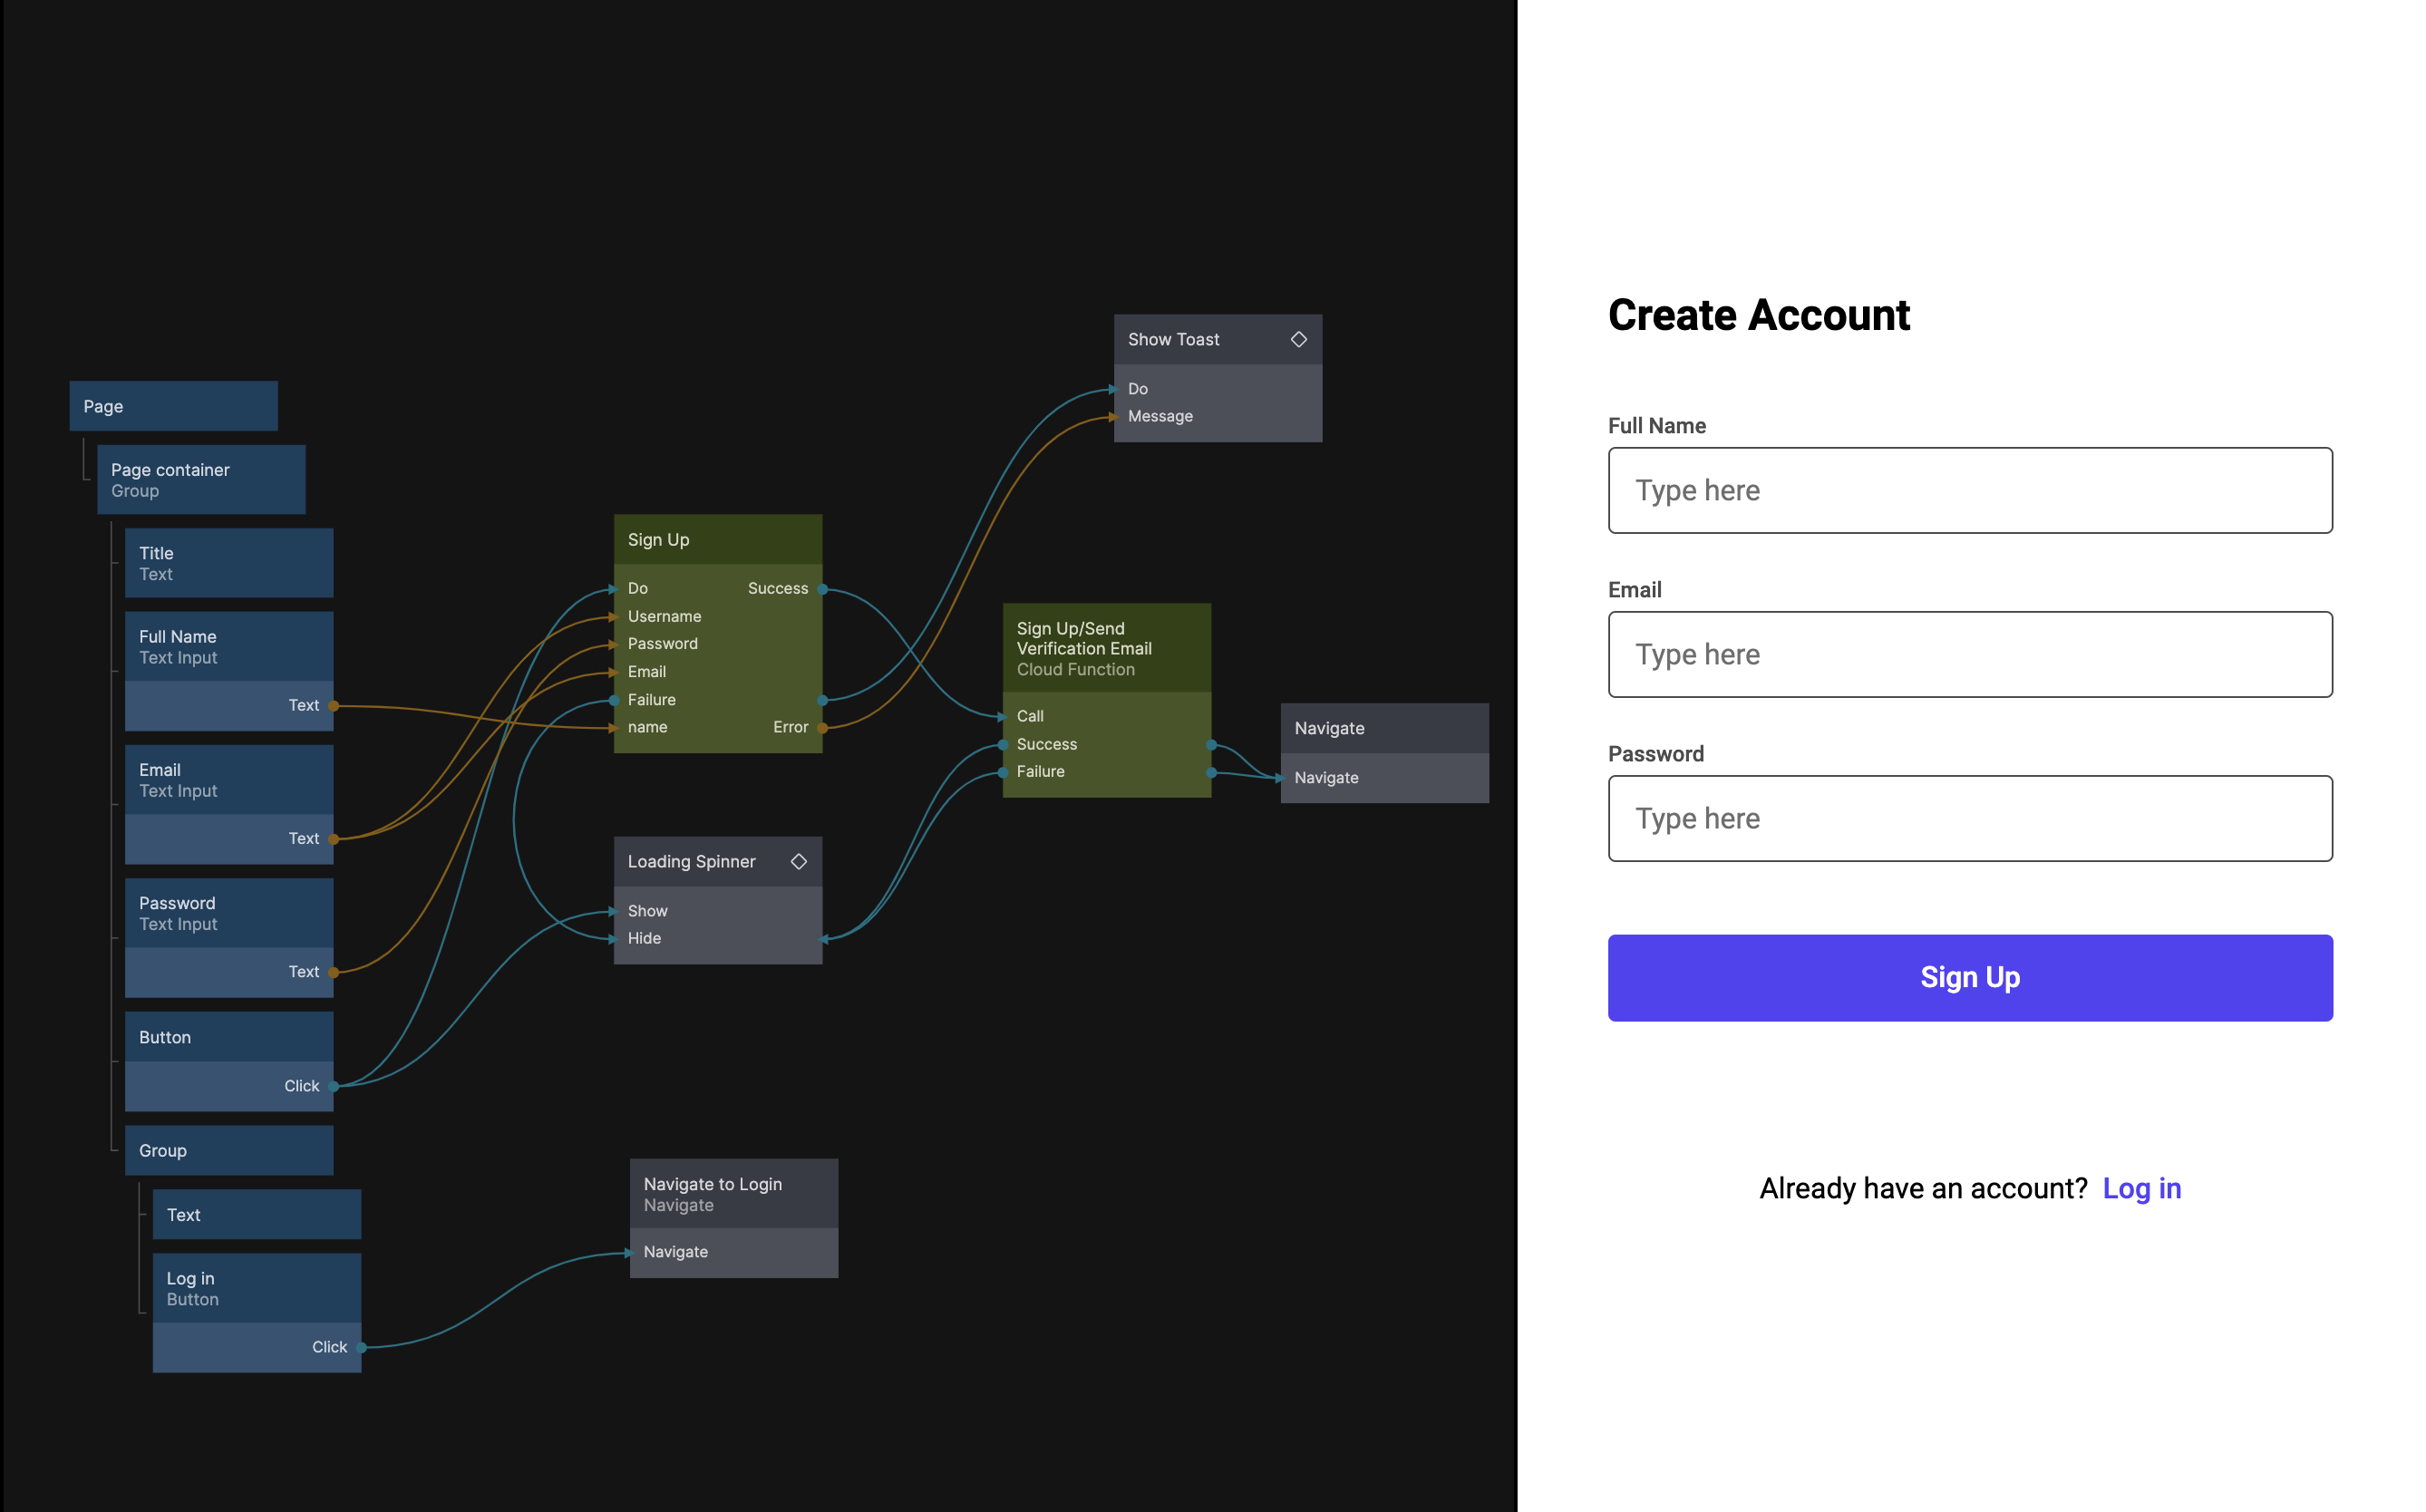 Page
Page container
Group
Title
Text
Full Name
Text Input
Text
Email
Text Input
Text
Password
Text Input
Text
Button
Click
Group
Text
Log in
Button
Click
Sign Up
Do Success
Username
Password
Email
Failure
name Error
Loading Spinner
Show
Hide
Navigate to Login
Navigate
Navigate
Show Toast
Do
Message
Sign Up/Send
Verification Email
Cloud Function
Call
Success
Failure
Navigate
Navigate
Create Account
Full Name
Type here
Email
Type here
Password
Type here
Sign Up
Already have an account? Log in